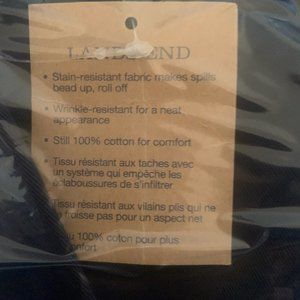 LANDS' END
• Stain-resistant fabric makes spills
bead up, roll off
• Wrinkle-resistant for a neat
appearance
• Still 100% cotton for comfort
• Tissu résistant aux taches avec
un système qui empêche les
éclaboussures de s'infiltrer
Tissu résistant aux vilains plis qui ne
se froisse pas pour un aspect net
100% coton pour plus
confort